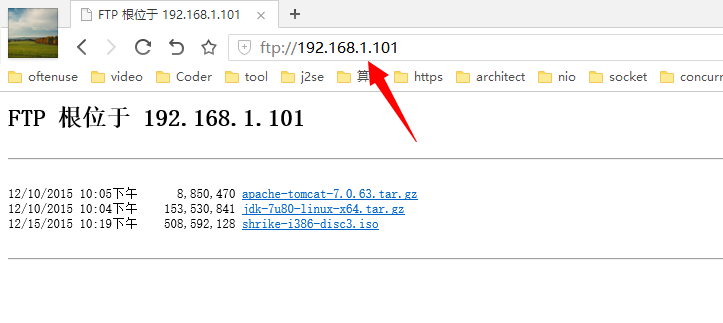 FTP 根位于 192.168.1.101
ftp://192.168.1.101
oftenuse video Coder tool j2se 算 https architect nio socket concurr
FTP 根位于 192.168.1.101
12/10/2015 10:05下午 8,850,470 apache-tomcat-7.0.63.tar.gz
12/10/2015 10:04下午 153,530,841 jdk-7u80-linux-x64.tar.gz
12/15/2015 10:19下午 508,592,128 shrike-i386-disc3.iso